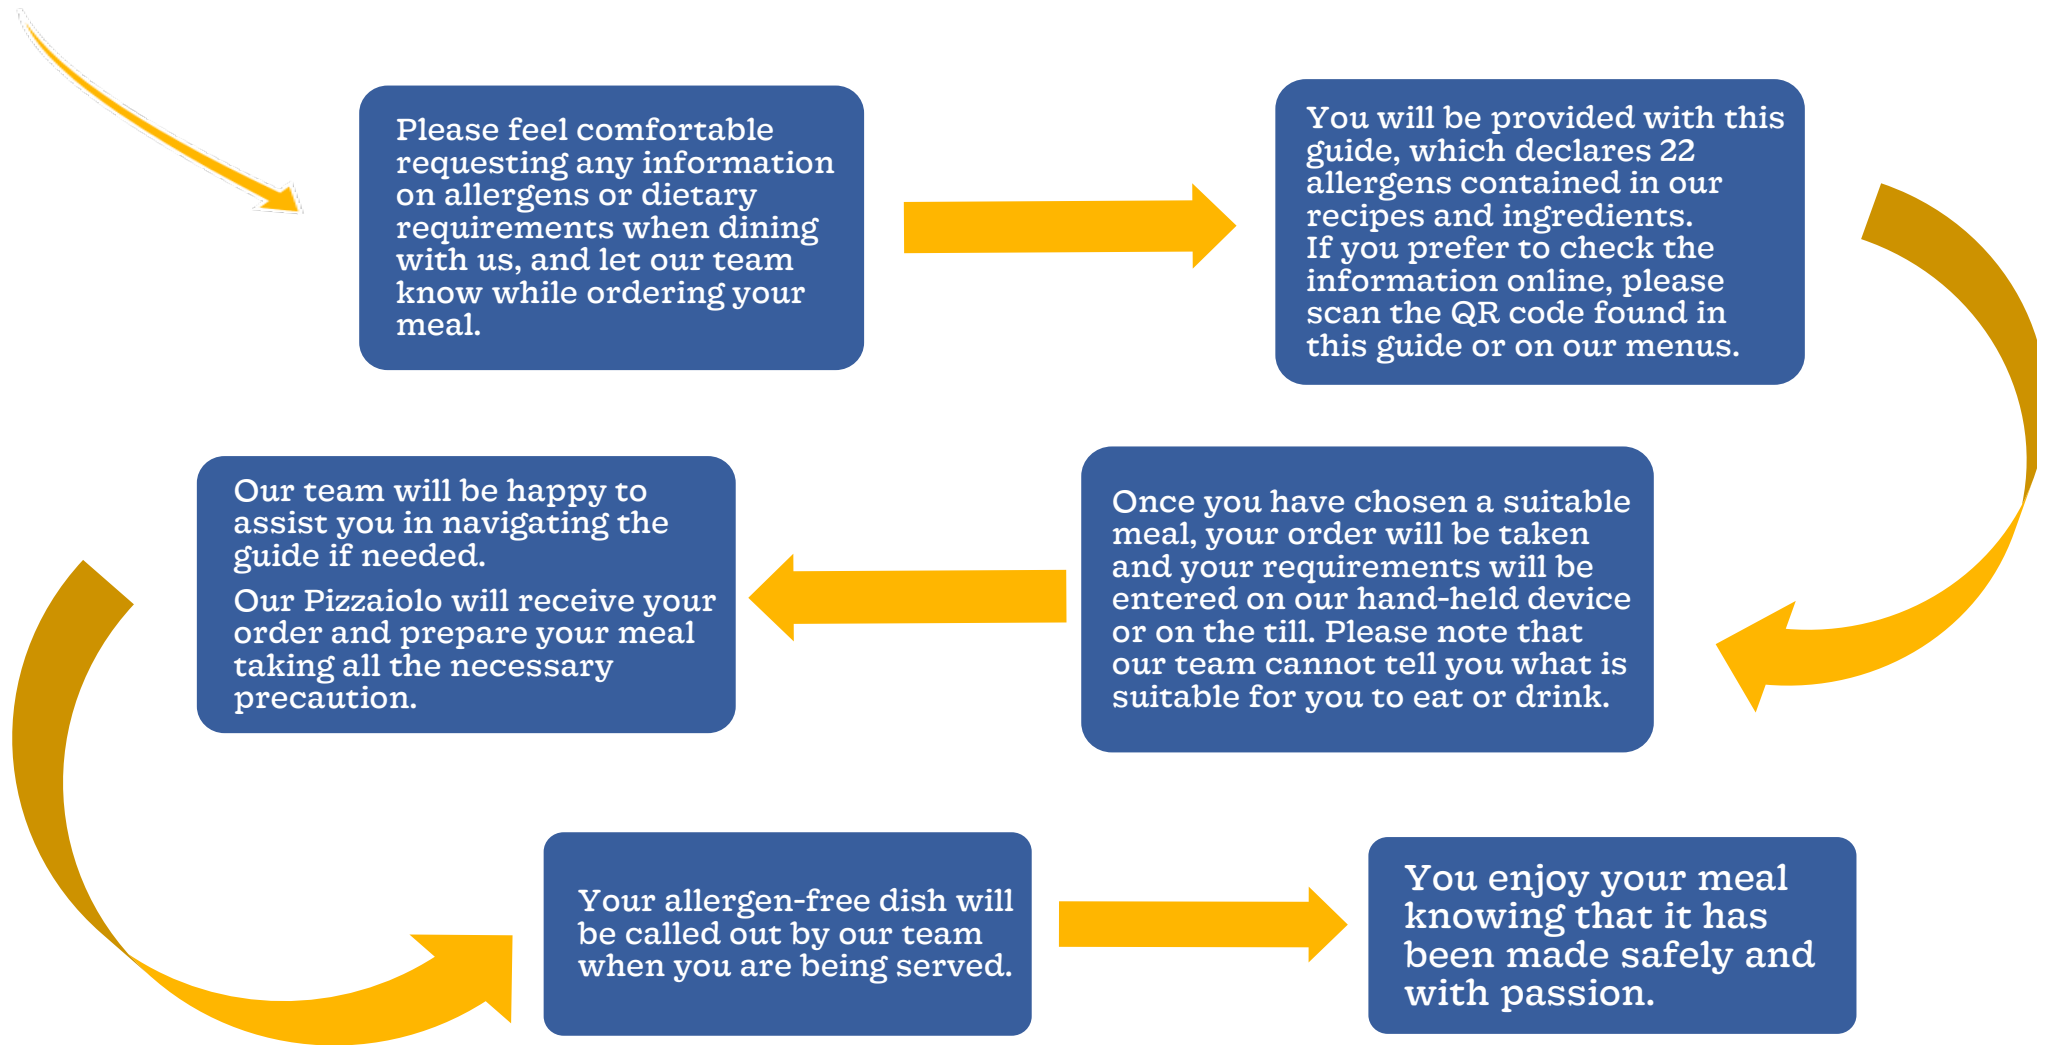 Please feel comfortable
requesting any information
on allergens or dietary
requirements when dining
with us, and let our team
know while ordering your
meal.
You will be provided with this
guide, which declares 22
allergens contained in our
recipes and ingredients.
If you prefer to check the
information online, please
scan the QR code found in
this guide or on our menus.
Once you have chosen a suitable
meal, your order will be taken
and your requirements will be
entered on our hand-held device
or on the till. Please note that
our team cannot tell you what is
suitable for you to eat or drink.
Our team will be happy to
assist you in navigating the
guide if needed.
Our Pizzaiolo will receive your
order and prepare your meal
taking all the necessary
precaution.
Your allergen-free dish will
be called out by our team
when you are being served.
You enjoy your meal
knowing that it has
been made safely and
with passion.